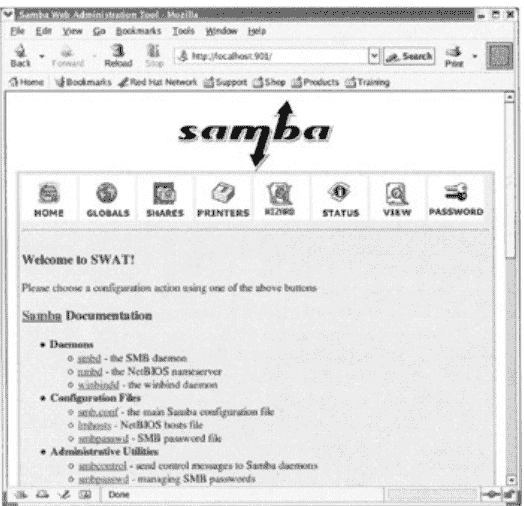 Samba Web Administration Tool - Mozilla
File Edit View Go Bookmarks Tools Window Help
Back Forward Reload Stop http://localhost:901/ Search Print
Home Bookmarks Red Hat Network Support Shop Products Training
samba
HOME GLOBALS SHARES PRINTERS WIZARD STATUS VIEW PASSWORD
Welcome to SWAT!
Please choose a configuration action using one of the above buttons
Samba Documentation
• Daemons
o smbd - the SMB daemon
o nmbd - the NetBIOS nameserver
o winbindd - the winbind daemon
• Configuration Files
o smb.conf - the main Samba configuration file
o lmhosts - NetBIOS hosts file
o smbpasswd - SMB password file
• Administrative Utilities
o smbcontrol - send control messages to Samba daemons
o smbpasswd - managing SMB passwords
Done